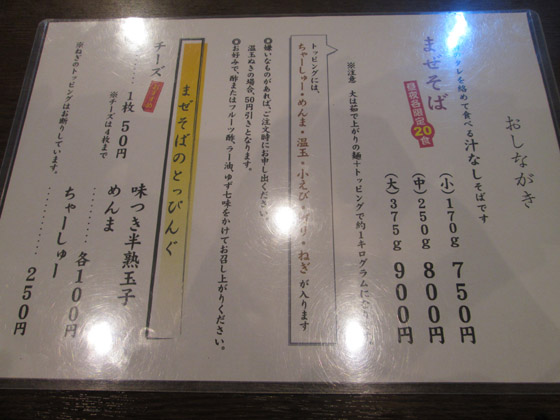 おしながき
タレを絡めて食べる汁なしそばです
まぜそば
昼夜各限定20食
(小)170g 750円
(中)250g 800円
(大)375g 900円
※注意 大は茹で上がりの麺+トッピングで約1キログラムになり
トッピングには、
ちゃーしゅー・めんま・温玉・小えび・のり・ねぎ が入ります
●嫌いなものがあれば、ご注文時にお申し出ください。
温玉ぬきの場合、50円引きとなります。
●お好みで、酢またはフルーツ酢、ラー油、ゆず七味をかけてお召し上がりください。
まぜそばのとっぴんぐ
チーズ
‥‥‥1枚50円
※チーズは4枚まで
味つき半熟玉子
めんま
‥‥‥‥各100円
ちゃーしゅー
‥‥‥‥250円
※ねぎのトッピングはお断りしています。